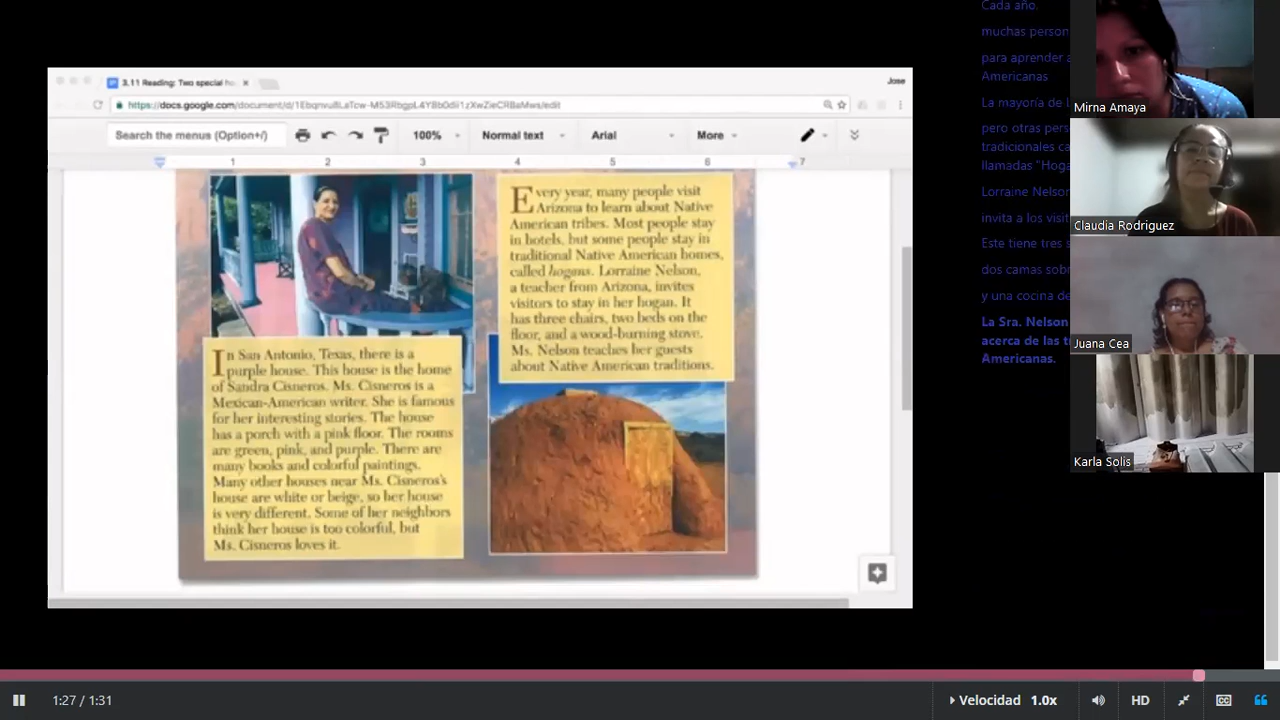 3.11 Reading: Two special ho
Jose
https://docs.google.com/document/d/
Search the menus (Option+/)
100%
Normal text
Arial
More
1 2 3 4 5 6 7
In San Antonio, Texas, there is a
purple house. This house is the home
of Sandra Cisneros. Ms. Cisneros is a
Mexican-American writer. She is famous
for her interesting stories. The house
has a porch with a pink floor. The rooms
are green, pink, and purple. There are
many books and colorful paintings.
Many other houses near Ms. Cisneros's
house are white or beige, so her house
is very different. Some of her neighbors
think her house is too colorful, but
Ms. Cisneros loves it.
Every year, many people visit
Arizona to learn about Native
American tribes. Most people stay
in hotels, but some people stay in
traditional Native American homes,
called hogans. Lorraine Nelson,
a teacher from Arizona, invites
visitors to stay in her hogan. It
has three chairs, two beds on the
floor, and a wood-burning stove.
Ms. Nelson teaches her guests
about Native American traditions.
Cada año,
muchas person
para aprender a
Americanas
La mayoría de l
pero otras pers
tradicionales ca
llamadas "Hoga
Lorraine Nelson
invita a los visit
Este tiene tres s
dos camas sob
y una cocina de
La Sra. Nelson
acerca de las t
Americanas.
Mirna Amaya
Claudia Rodriguez
Juana Cea
Karla Solis
1:27 / 1:31
Velocidad 1.0x
HD
CC